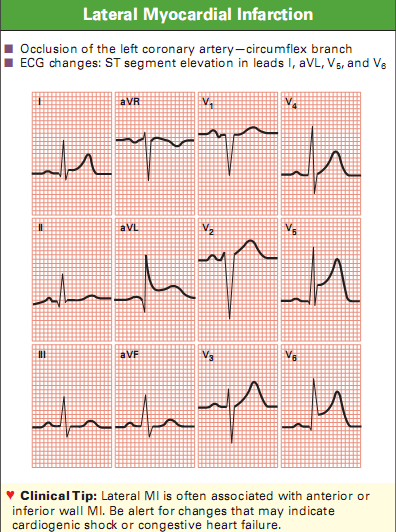 Lateral Myocardial Infarction
■ Occlusion of the left coronary artery—circumflex branch
■ ECG changes: ST segment elevation in leads I, aVL, V₅, and V₆
I aVR V₁ V₄
II aVL V₂ V₅
III aVF V₃ V₆
♥ Clinical Tip: Lateral MI is often associated with anterior or
inferior wall MI. Be alert for changes that may indicate
cardiogenic shock or congestive heart failure.